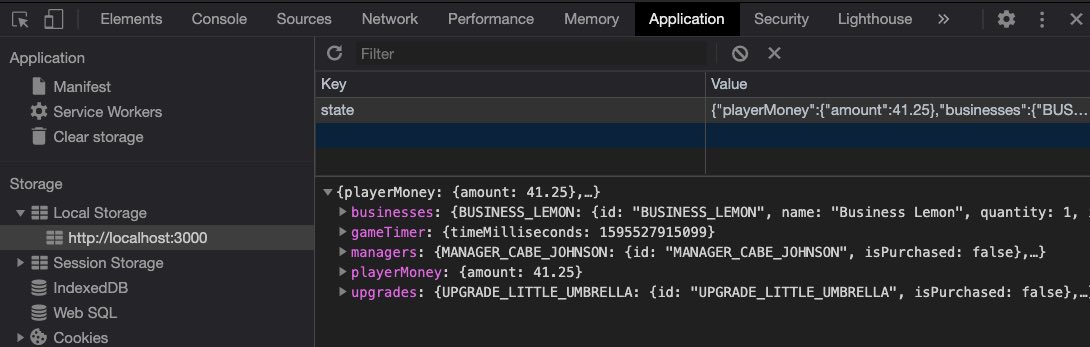 Elements Console Sources Network Performance Memory Application Security Lighthouse »
Application
Manifest
Service Workers
Clear storage
Storage
Local Storage
http://localhost:3000
Session Storage
IndexedDB
Web SQL
Cookies
Filter
Key Value
state {"playerMoney":{"amount":41.25},"businesses":{"BUS…
{playerMoney: {amount: 41.25},…}
businesses: {BUSINESS_LEMON: {id: "BUSINESS_LEMON", name: "Business Lemon", quantity: 1,
gameTimer: {timeMilliseconds: 1595527915099}
managers: {MANAGER_CABE_JOHNSON: {id: "MANAGER_CABE_JOHNSON", isPurchased: false},…}
playerMoney: {amount: 41.25}
upgrades: {UPGRADE_LITTLE_UMBRELLA: {id: "UPGRADE_LITTLE_UMBRELLA", isPurchased: false},…}